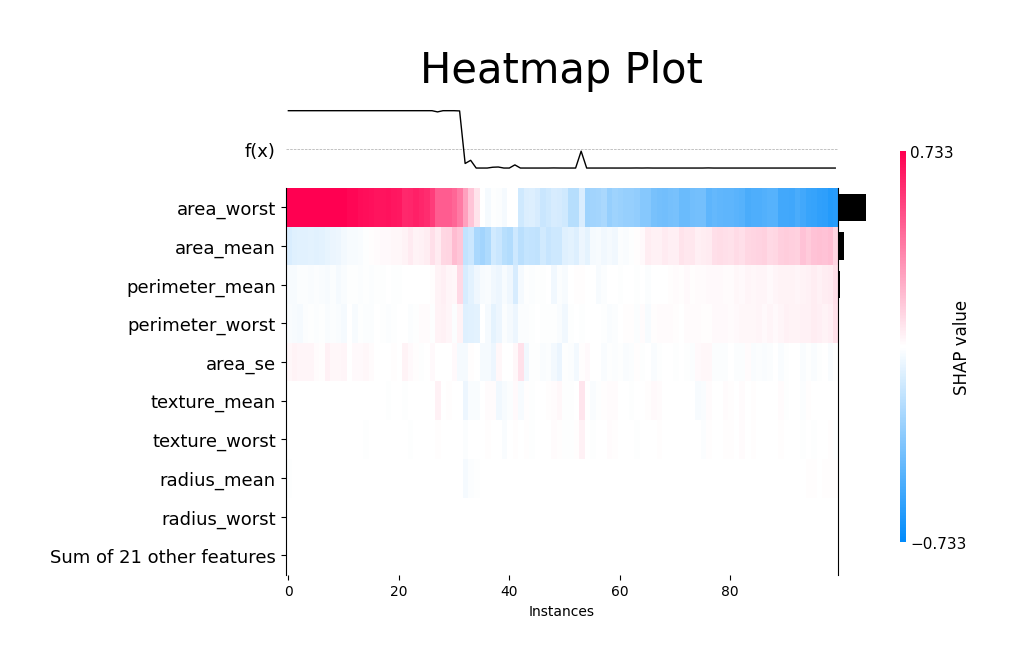 Heatmap Plot
f(x)
area_worst
area_mean
perimeter_mean
perimeter_worst
area_se
texture_mean
texture_worst
radius_mean
radius_worst
Sum of 21 other features
0 20 40 60 80
Instances
0.733
SHAP value
−0.733